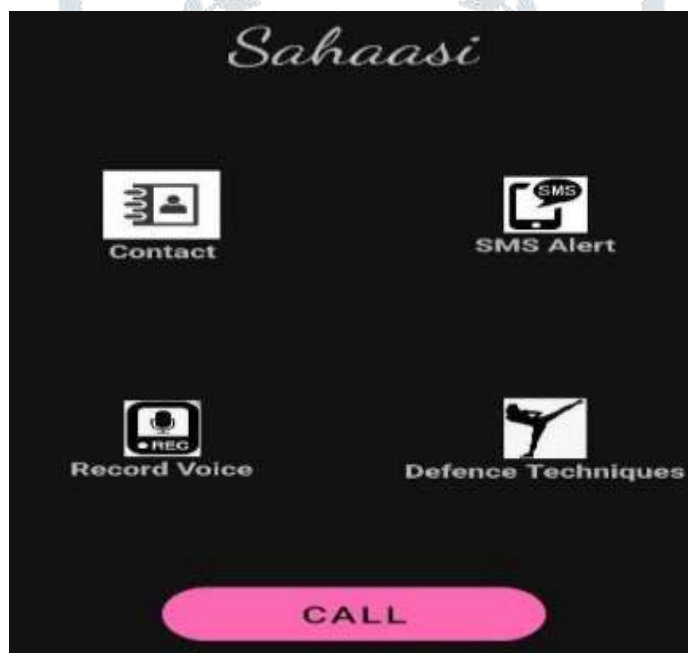 Sahaasi
SMS
Contact
SMS Alert
REC
Record Voice
Defence Techniques
CALL